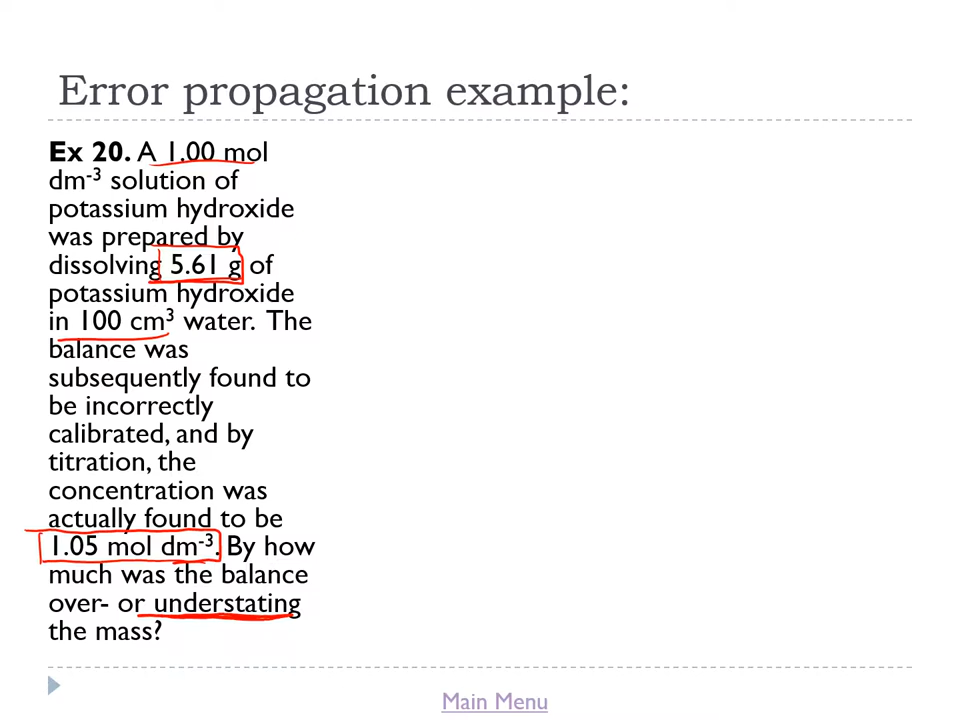 Error propagation example:
Ex 20. A 1.00 mol
dm-3 solution of
potassium hydroxide
was prepared by
dissolving 5.61 g of
potassium hydroxide
in 100 cm3 water. The
balance was
subsequently found to
be incorrectly
calibrated, and by
titration, the
concentration was
actually found to be
1.05 mol dm-3. By how
much was the balance
over- or understating
the mass?
Main Menu